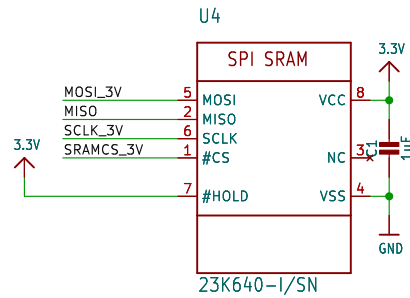 U4
SPI SRAM
3.3V
MOSI_3V 5 MOSI VCC 8
MISO 2 MISO
SCLK_3V 6 SCLK
SRAMCS_3V 1 #CS NC 3
C1 1uF
3.3V
7 #HOLD VSS 4
GND
23K640-I/SN